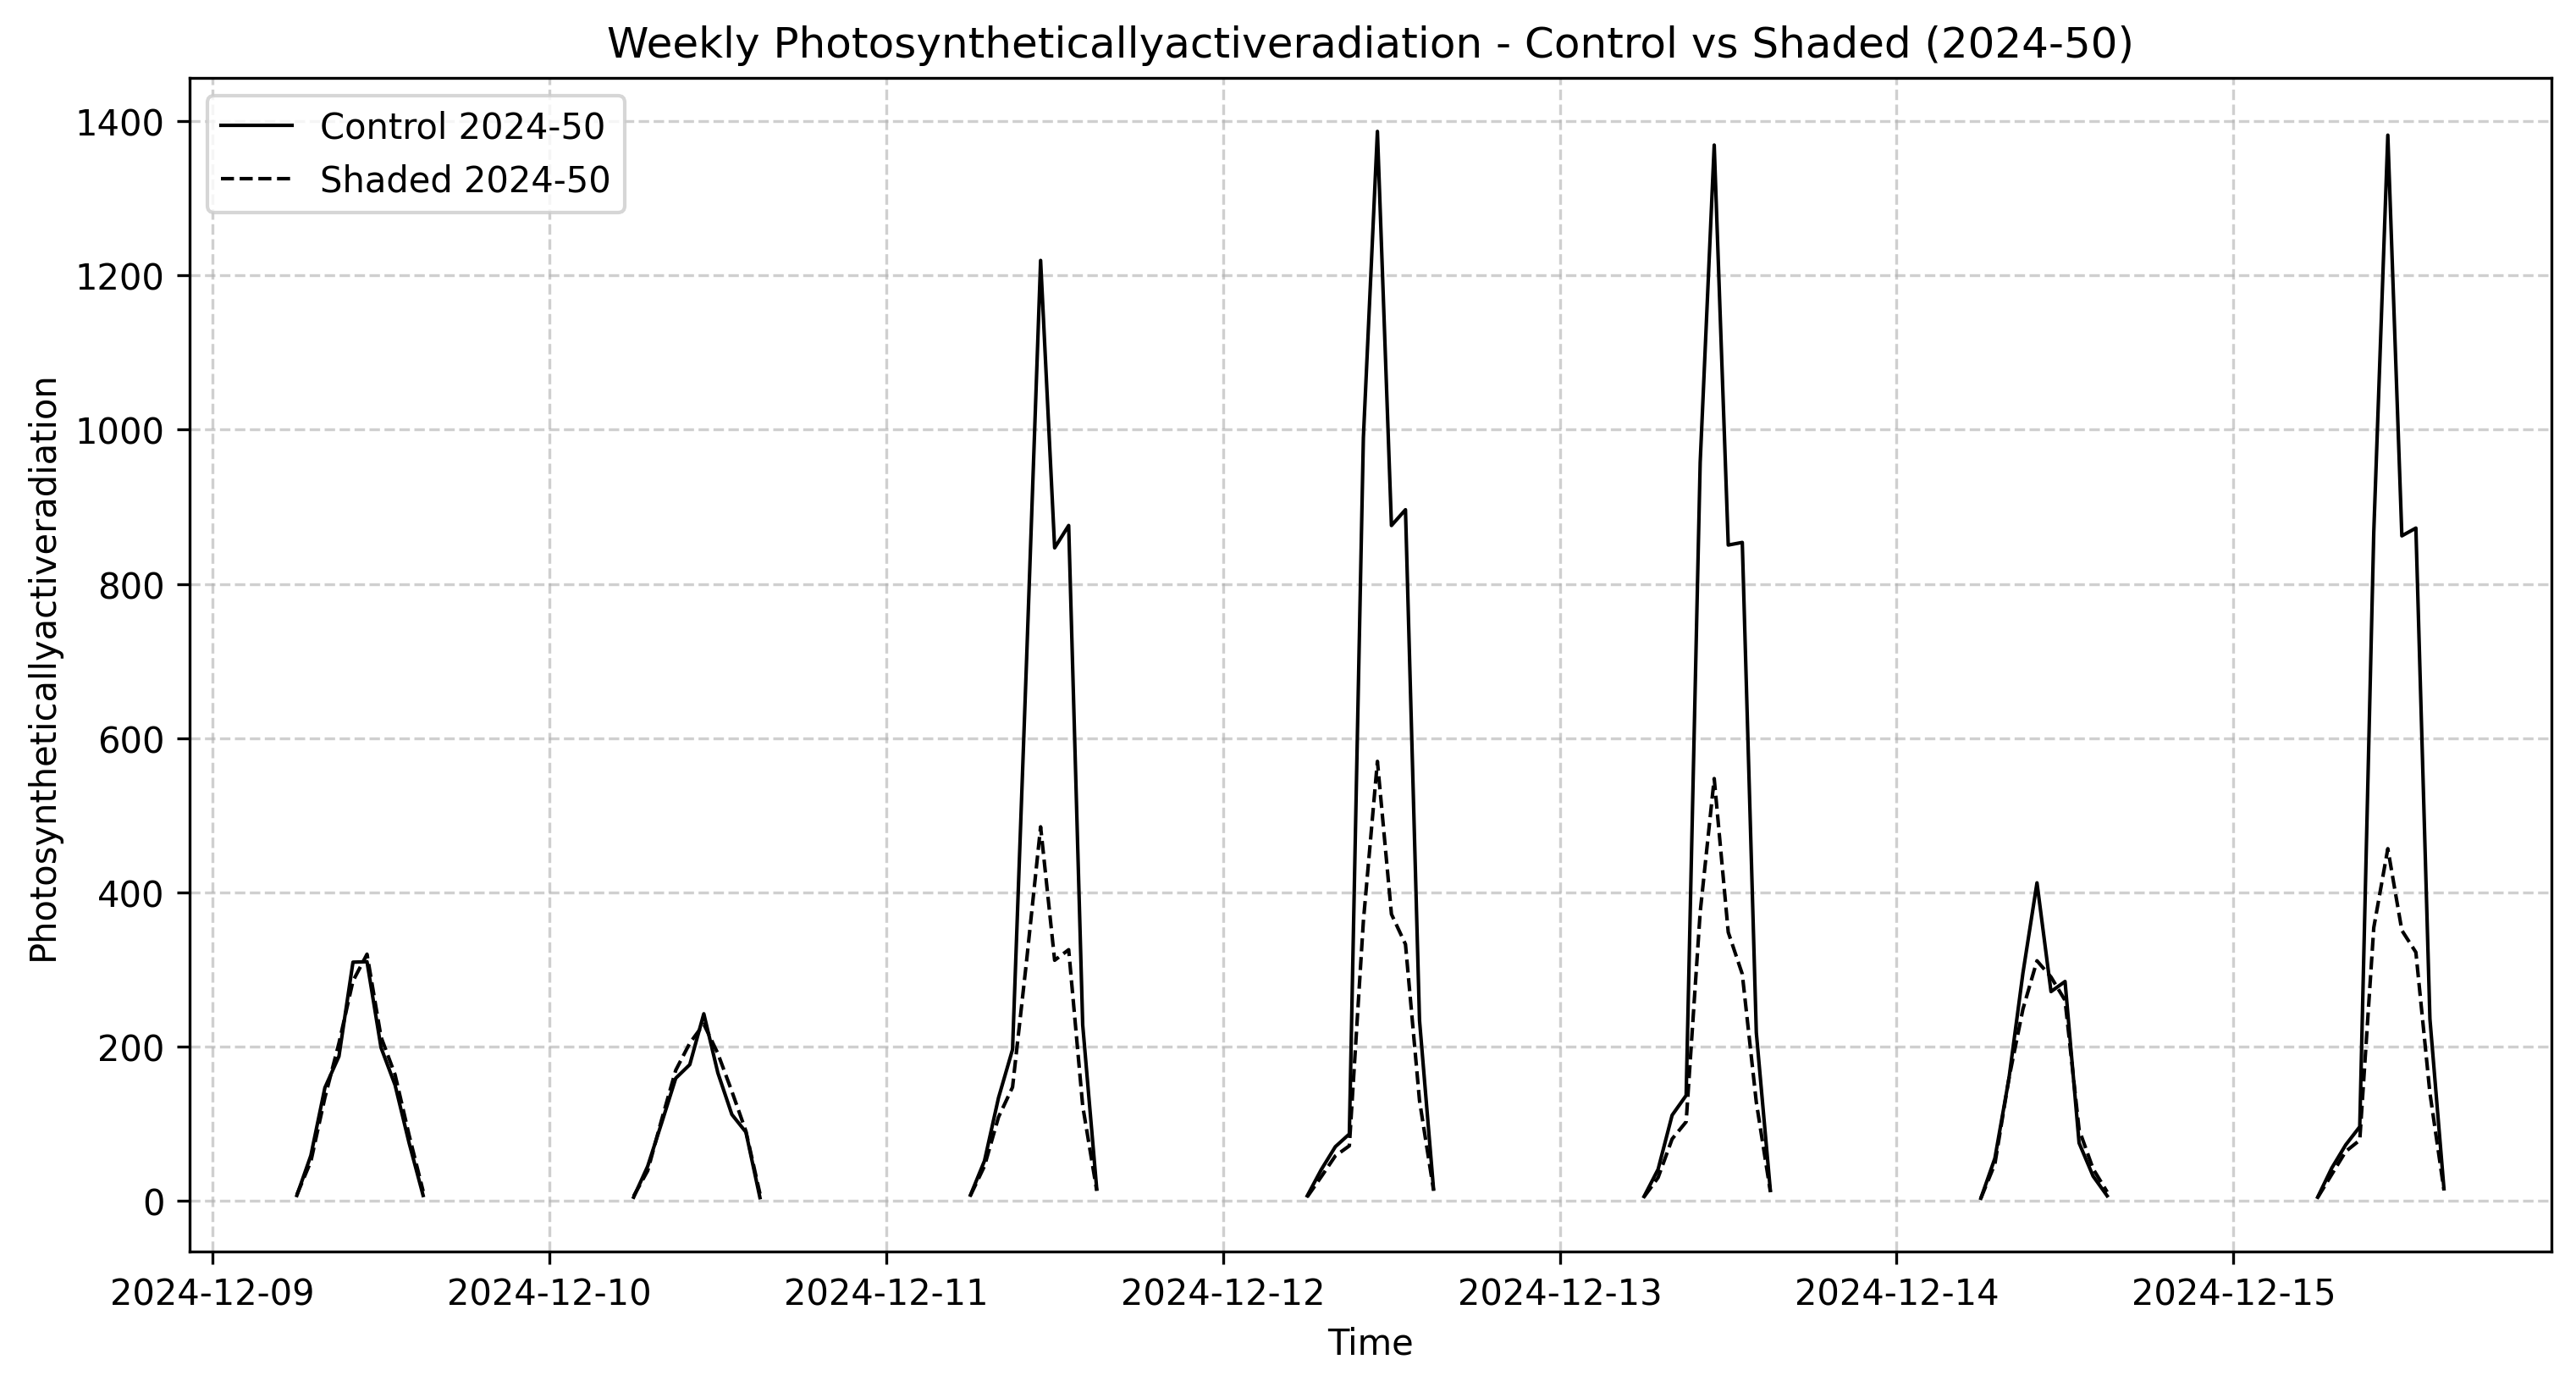 Weekly Photosyntheticallyactiveradiation - Control vs Shaded (2024-50)
Control 2024-50
Shaded 2024-50
Photosyntheticallyactiveradiation
1400
1200
1000
800
600
400
200
0
2024-12-09 2024-12-10 2024-12-11 2024-12-12 2024-12-13 2024-12-14 2024-12-15
Time